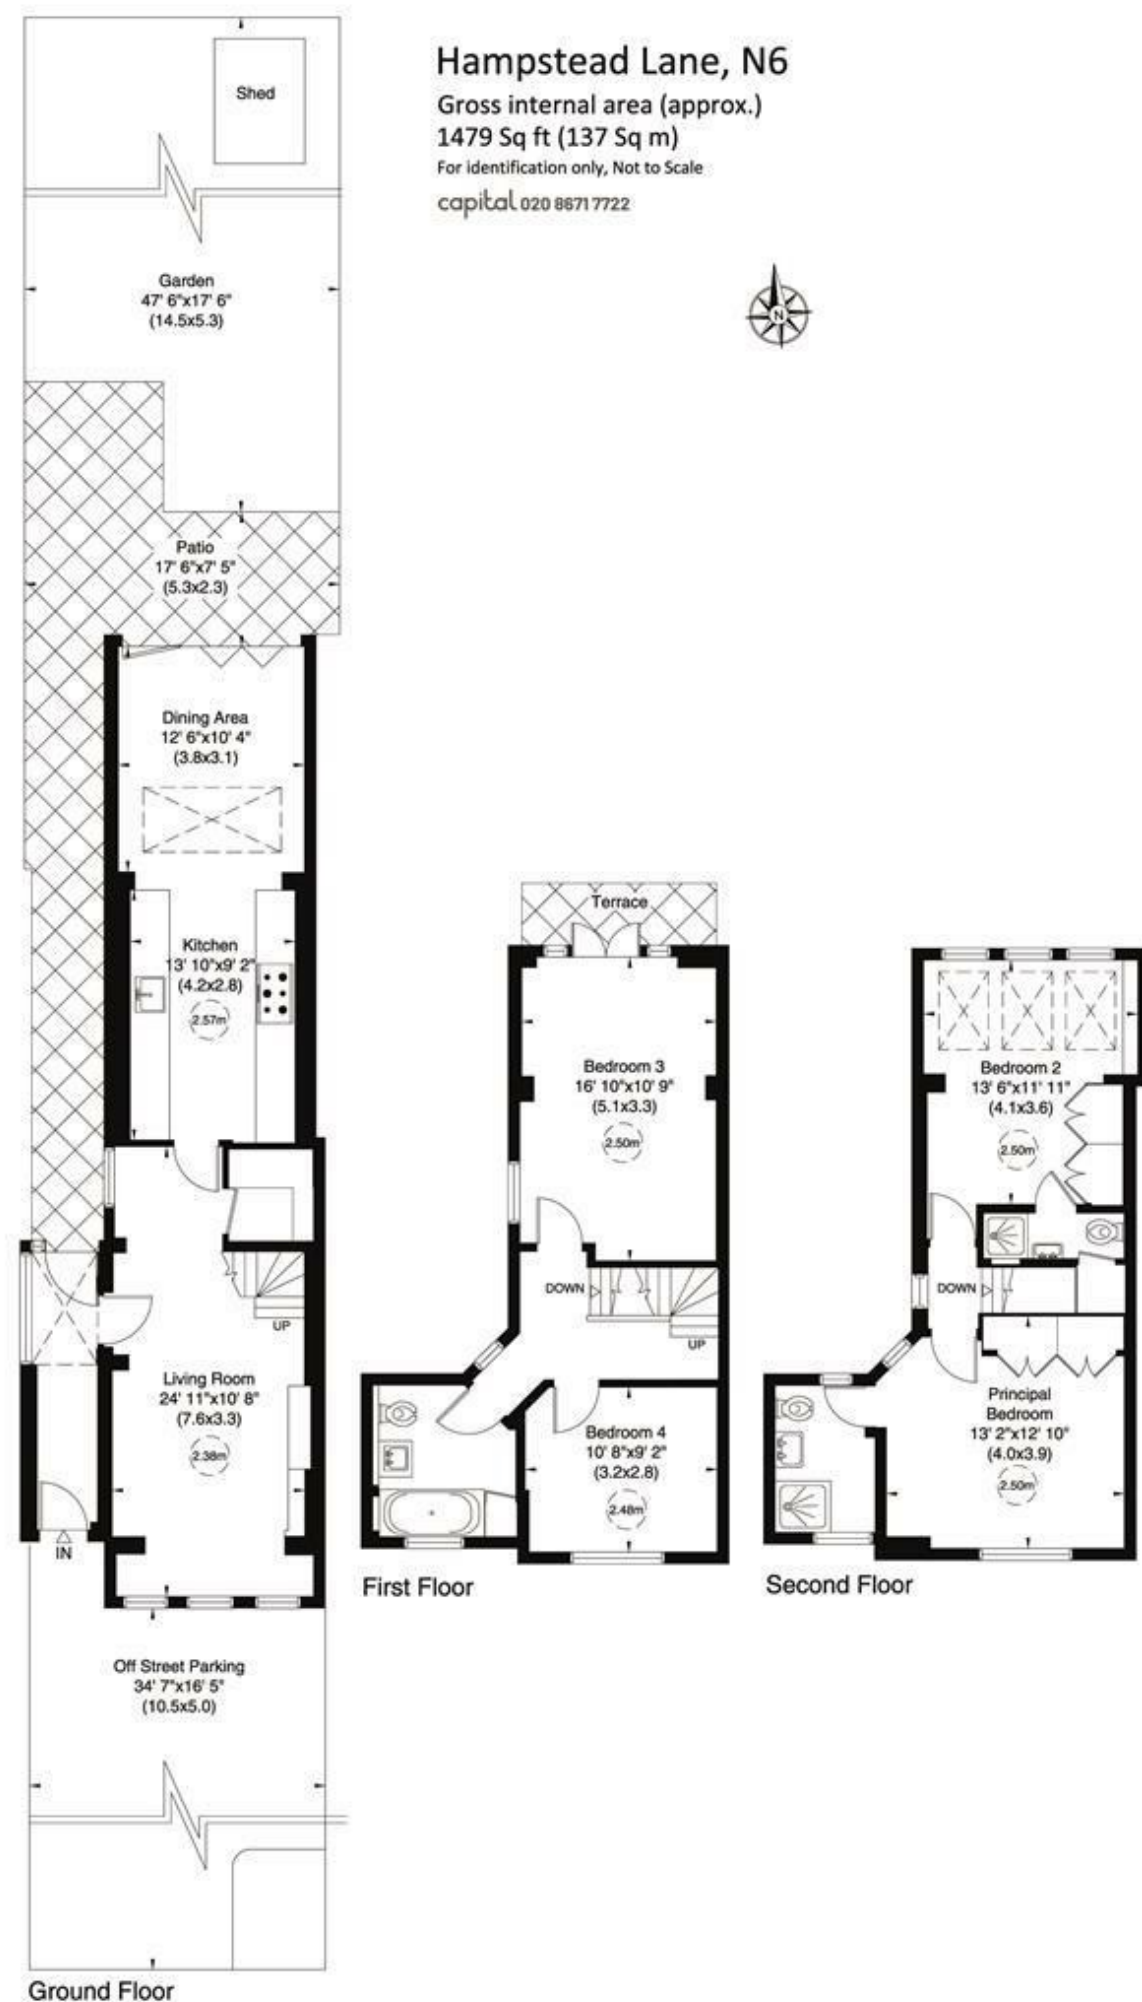 Hampstead Lane, N6
Gross internal area (approx.)
1479 Sq ft (137 Sq m)
For identification only, Not to Scale
capital 020 8671 7722
N
Shed
Garden
47' 6"x17' 6"
(14.5x5.3)
Patio
17' 6"x7' 5"
(5.3x2.3)
Dining Area
12' 6"x10' 4"
(3.8x3.1)
Kitchen
13' 10"x9' 2"
(4.2x2.8)
2.57m
UP
Living Room
24' 11"x10' 8"
(7.6x3.3)
2.38m
IN
Off Street Parking
34' 7"x16' 5"
(10.5x5.0)
Ground Floor
Terrace
Bedroom 3
16' 10"x10' 9"
(5.1x3.3)
2.50m
DOWN
UP
Bedroom 4
10' 8"x9' 2"
(3.2x2.8)
2.48m
First Floor
Bedroom 2
13' 6"x11' 11"
(4.1x3.6)
2.50m
DOWN
Principal
Bedroom
13' 2"x12' 10"
(4.0x3.9)
2.50m
Second Floor